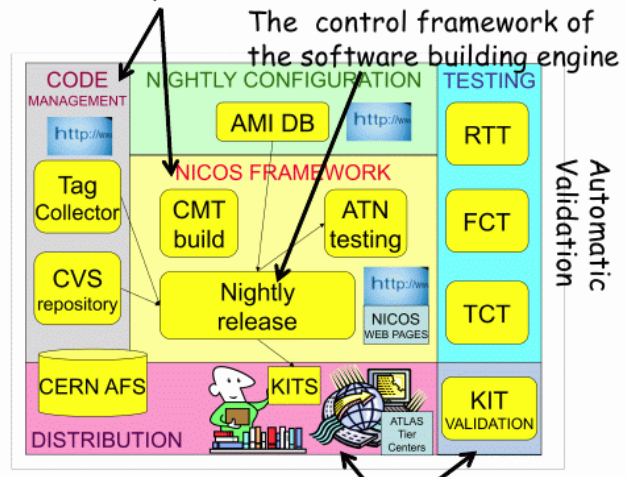 The control framework of
the software building engine
CODE
MANAGEMENT
NIGHTLY CONFIGURATION
TESTING
http://ww
AMI DB
http://ww
RTT
Tag
Collector
NICOS FRAMEWORK
CMT
build
ATN
testing
FCT
Automatic
Validation
CVS
repository
Nightly
release
http://ww
NICOS
WEB PAGES
TCT
CERN AFS
KITS
ATLAS
Tier
Centers
KIT
VALIDATION
DISTRIBUTION